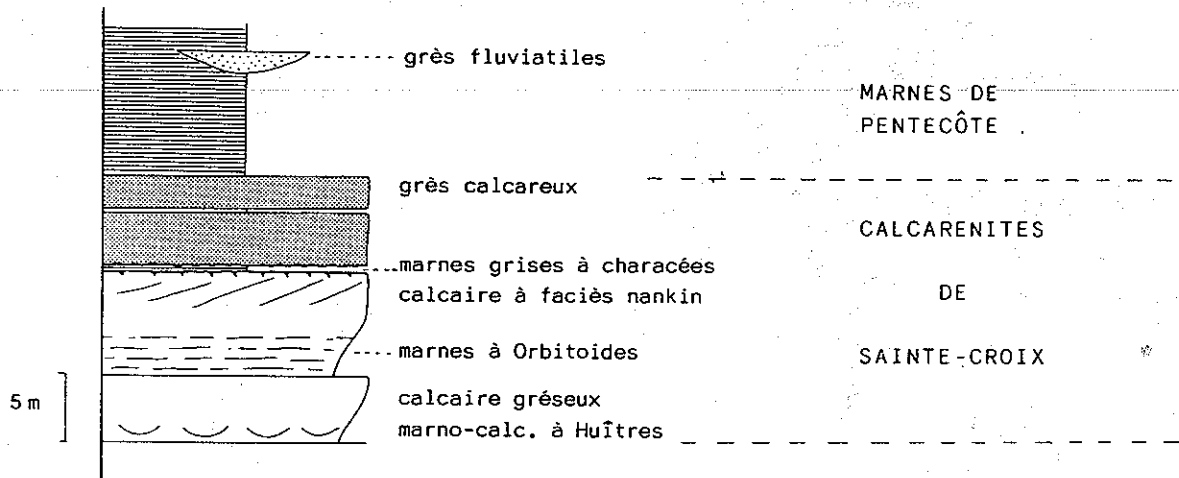 grès fluviatiles
MARNES DE
PENTECÔTE .
grès calcareux
CALCARENITES
marnes grises à characées
calcaire à faciès nankin
DE
marnes à Orbitoides
SAINTE-CROIX
5 m
calcaire gréseux
marno-calc. à Huîtres